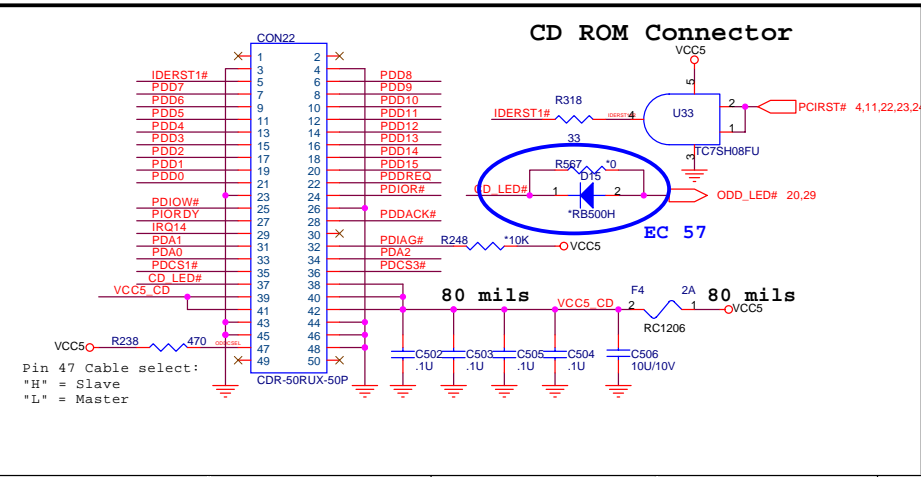 CD ROM Connector
CON22
1 2
3 4
IDERST1# 5 6 PDD8
PDD7 7 8 PDD9
PDD6 9 10 PDD10
PDD5 11 12 PDD11
PDD4 13 14 PDD12
PDD3 15 16 PDD13
PDD2 17 18 PDD14
PDD1 19 20 PDD15
PDD0 21 22 PDDREQ
23 24 PDIOR#
PDIOW# 25 26
PIORDY 27 28 PDDACK#
IRQ14 29 30
PDA1 31 32 PDIAG#
PDA0 33 34 PDA2
PDCS1# 35 36 PDCS3#
CD_LED# 37 38
VCC5_CD 39 40
41 42
43 44
45 46
VCC5 R238 470 47 48
49 50
CDR-50RUX-50P
Pin 47 Cable select:
"H" = Slave
"L" = Master
VCC5
5
R318
IDERST1# 4 U33 2 PCIRST# 4,11,22,23,24
1
33
3 TC7SH08FU
R567 *0
D15
CD_LED# 1 2 ODD_LED# 20,29
*RB500H
EC 57
R248 *10K VCC5
80 mils VCC5_CD F4 2A 80 mils
2 1 VCC5
RC1206
C502 C503 C505 C504 C506
.1U .1U .1U .1U 10U/10V